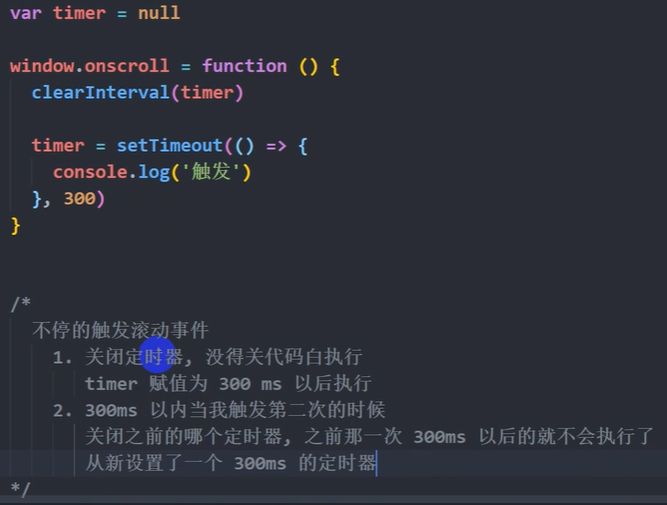 var timer = null
window.onscroll = function () {
clearInterval(timer)
timer = setTimeout(() => {
console.log('触发')
}, 300)
}
/*
不停的触发滚动事件
1. 关闭定时器, 没得关代码白执行
timer 赋值为 300 ms 以后执行
2. 300ms 以内当我触发第二次的时候
关闭之前的哪个定时器, 之前那一次 300ms 以后的就不会执行了
从新设置了一个 300ms 的定时器
*/